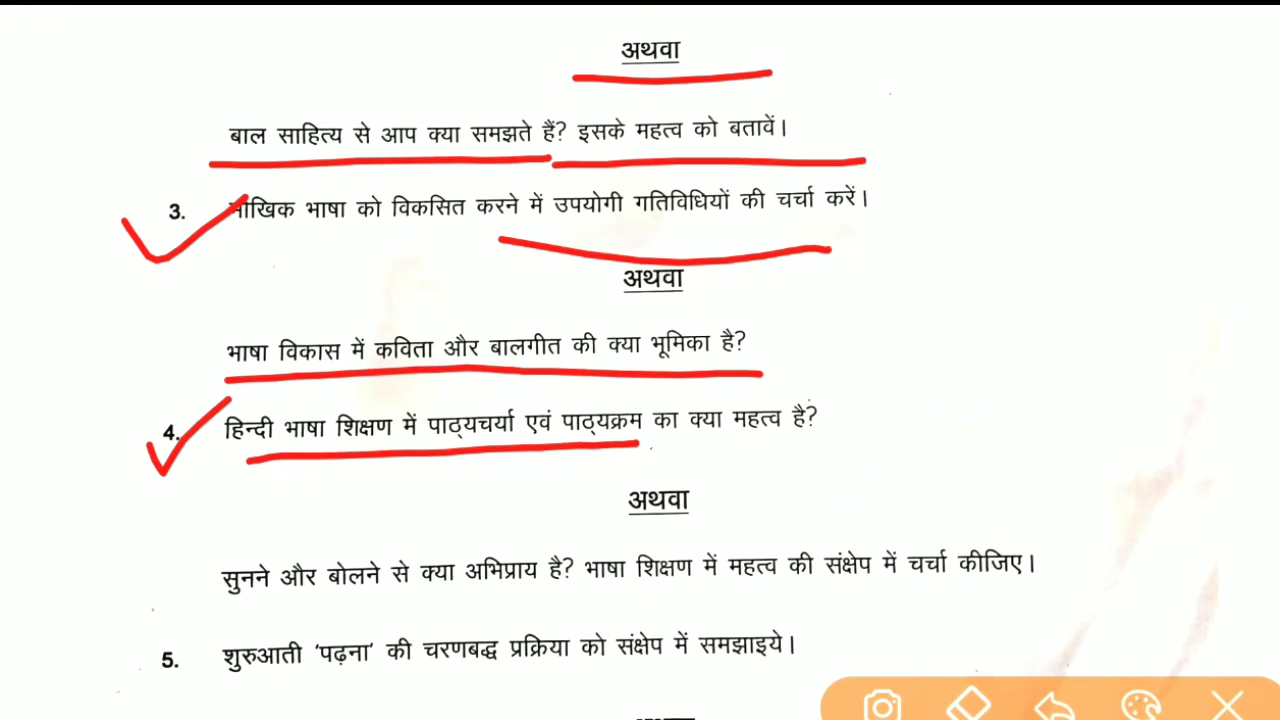 अथवा
बाल साहित्य से आप क्या समझते हैं? इसके महत्व को बतावें।
3. मौखिक भाषा को विकसित करने में उपयोगी गतिविधियों की चर्चा करें।
अथवा
भाषा विकास में कविता और बालगीत की क्या भूमिका है?
4. हिन्दी भाषा शिक्षण में पाठ्यचर्या एवं पाठ्यक्रम का क्या महत्व है?
अथवा
सुनने और बोलने से क्या अभिप्राय है? भाषा शिक्षण में महत्व की संक्षेप में चर्चा कीजिए।
5. शुरुआती 'पढ़ना' की चरणबद्ध प्रक्रिया को संक्षेप में समझाइये।